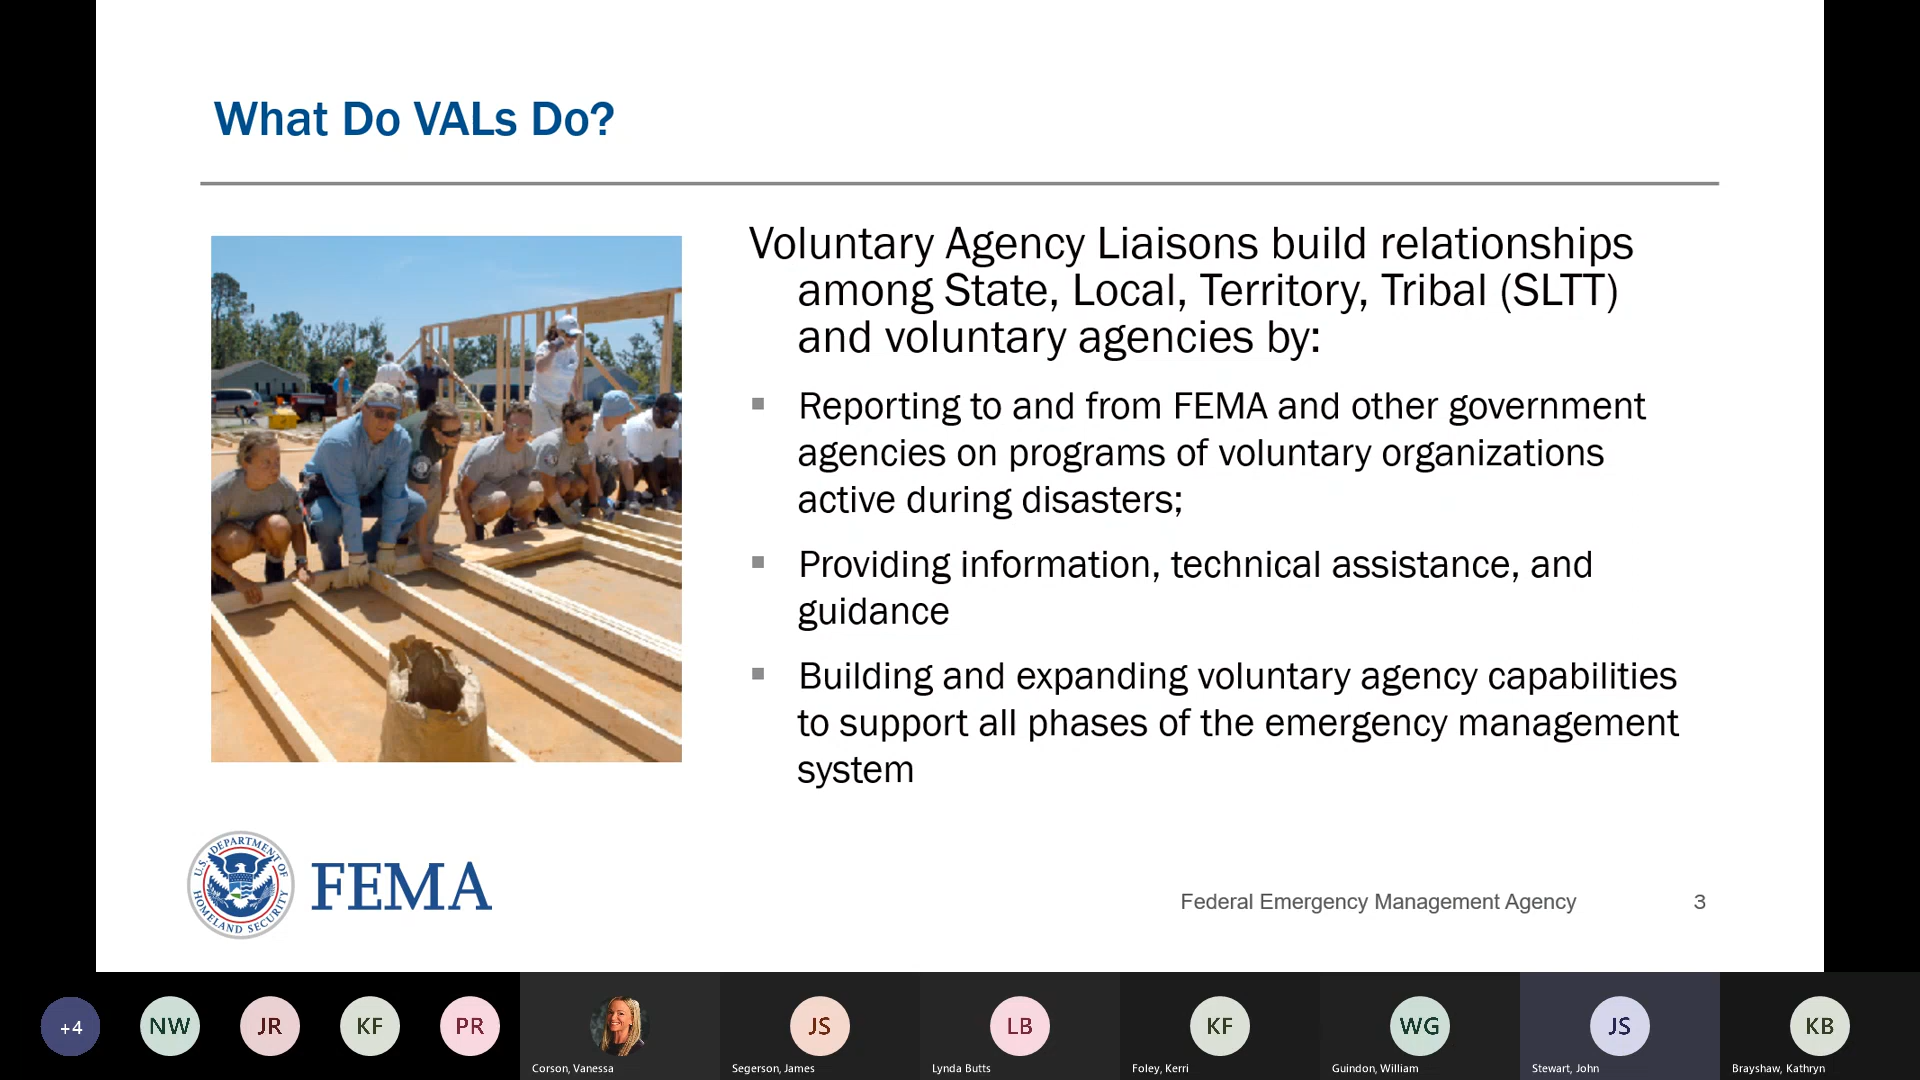 What Do VALs Do?
Voluntary Agency Liaisons build relationships
among State, Local, Territory, Tribal (SLTT)
and voluntary agencies by:
▪ Reporting to and from FEMA and other government
agencies on programs of voluntary organizations
active during disasters;
▪ Providing information, technical assistance, and
guidance
▪ Building and expanding voluntary agency capabilities
to support all phases of the emergency management
system
U.S. DEPARTMENT OF
HOMELAND SECURITY
FEMA
Federal Emergency Management Agency
3
+4
NW
JR
KF
PR
Corson, Vanessa
JS
Segerson, James
LB
Lynda Butts
KF
Foley, Kerri
WG
Guindon, William
JS
Stewart, John
KB
Brayshaw, Kathryn